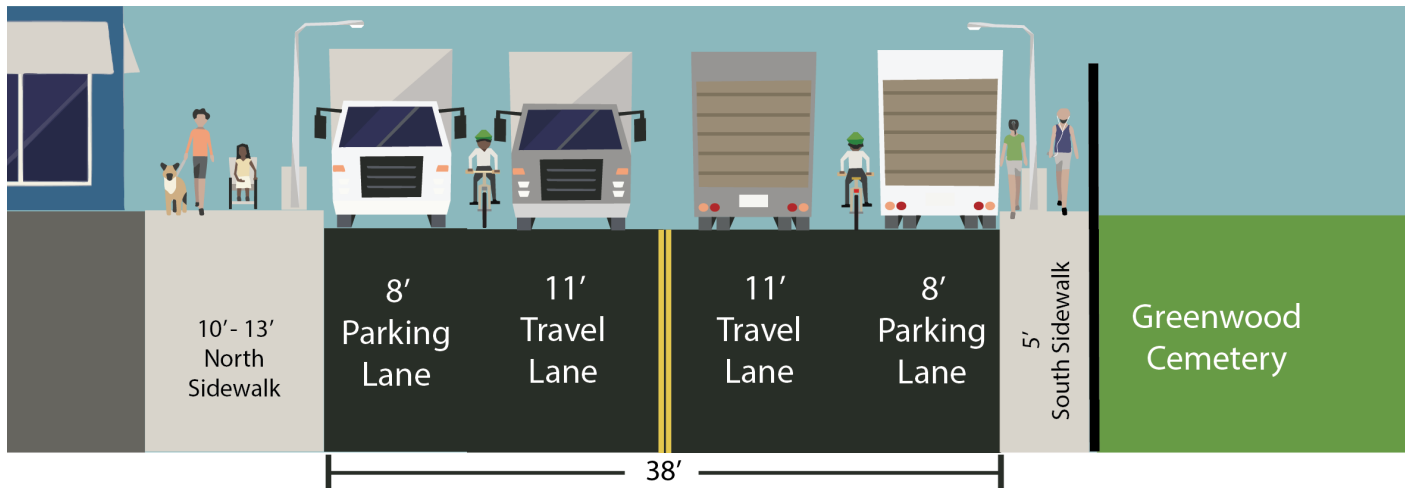 10’- 13’
North
Sidewalk
8’
Parking
Lane
11’
Travel
Lane
11’
Travel
Lane
8’
Parking
Lane
5’
South Sidewalk
Greenwood
Cemetery
38’